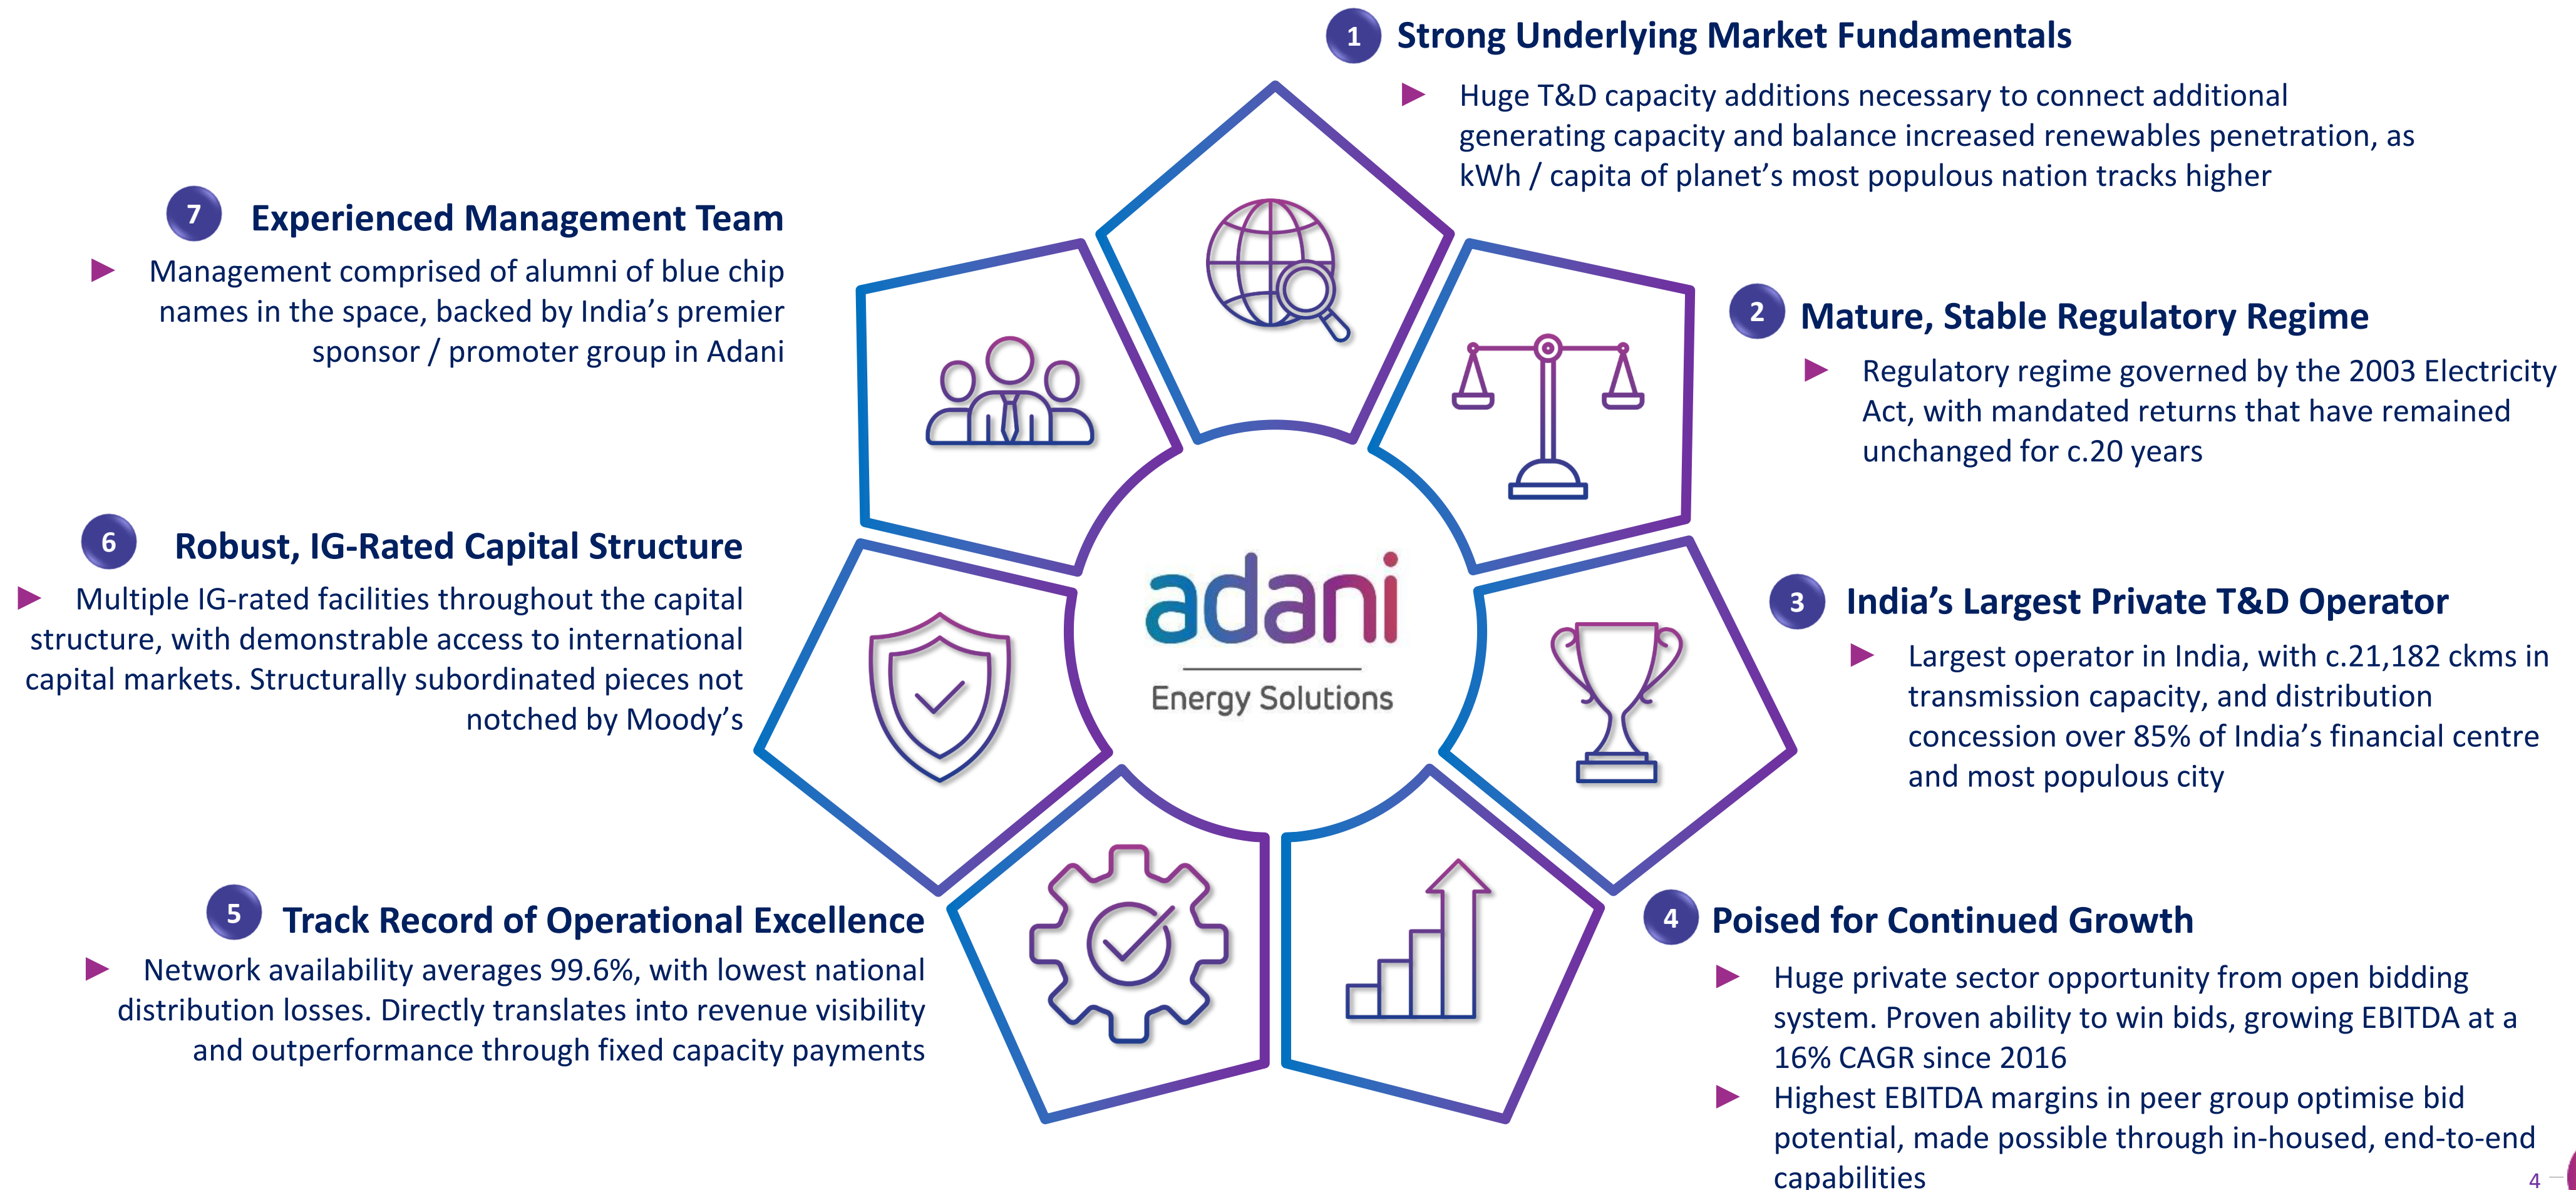 1 Strong Underlying Market Fundamentals
Huge T&D capacity additions necessary to connect additional
generating capacity and balance increased renewables penetration, as
kWh / capita of planet’s most populous nation tracks higher
2 Mature, Stable Regulatory Regime
Regulatory regime governed by the 2003 Electricity
Act, with mandated returns that have remained
unchanged for c.20 years
3 India’s Largest Private T&D Operator
Largest operator in India, with c.21,182 ckms in
transmission capacity, and distribution
concession over 85% of India’s financial centre
and most populous city
4 Poised for Continued Growth
Huge private sector opportunity from open bidding
system. Proven ability to win bids, growing EBITDA at a
16% CAGR since 2016
Highest EBITDA margins in peer group optimise bid
potential, made possible through in-housed, end-to-end
capabilities
5 Track Record of Operational Excellence
Network availability averages 99.6%, with lowest national
distribution losses. Directly translates into revenue visibility
and outperformance through fixed capacity payments
6 Robust, IG-Rated Capital Structure
Multiple IG-rated facilities throughout the capital
structure, with demonstrable access to international
capital markets. Structurally subordinated pieces not
notched by Moody’s
7 Experienced Management Team
Management comprised of alumni of blue chip
names in the space, backed by India’s premier
sponsor / promoter group in Adani
adani
Energy Solutions
4